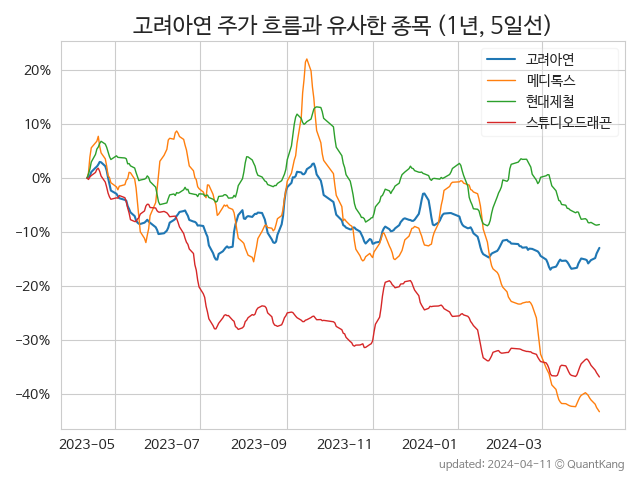 고려아연 주가 흐름과 유사한 종목 (1년, 5일선)
고려아연
메디톡스
현대제철
스튜디오드래곤
20%
10%
0%
−10%
−20%
−30%
−40%
2023-05 2023-07 2023-09 2023-11 2024-01 2024-03
updated: 2024-04-11 © QuantKang